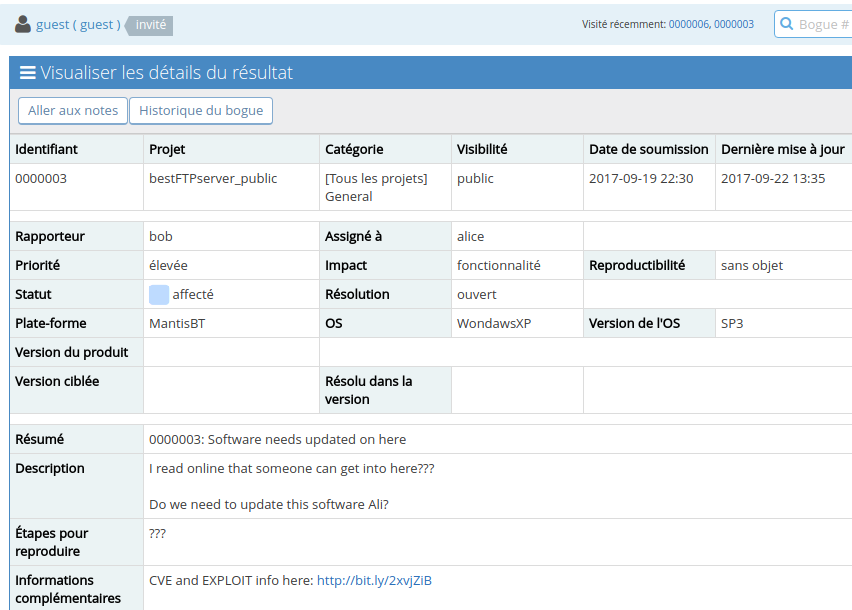 guest ( guest ) invité Visité récemment: 0000006, 0000003 Bogue #
Visualiser les détails du résultat
Aller aux notes Historique du bogue
Identifiant Projet Catégorie Visibilité Date de soumission Dernière mise à jour
0000003 bestFTPserver_public [Tous les projets] public 2017-09-19 22:30 2017-09-22 13:35
General
Rapporteur bob Assigné à alice
Priorité élevée Impact fonctionnalité Reproductibilité sans objet
Statut affecté Résolution ouvert
Plate-forme MantisBT OS WondawsXP Version de l'OS SP3
Version du produit
Version ciblée Résolu dans la
version
Résumé 0000003: Software needs updated on here
Description I read online that someone can get into here???
Do we need to update this software Ali?
Étapes pour ???
reproduire
Informations CVE and EXPLOIT info here: http://bit.ly/2xvjZiB
complémentaires